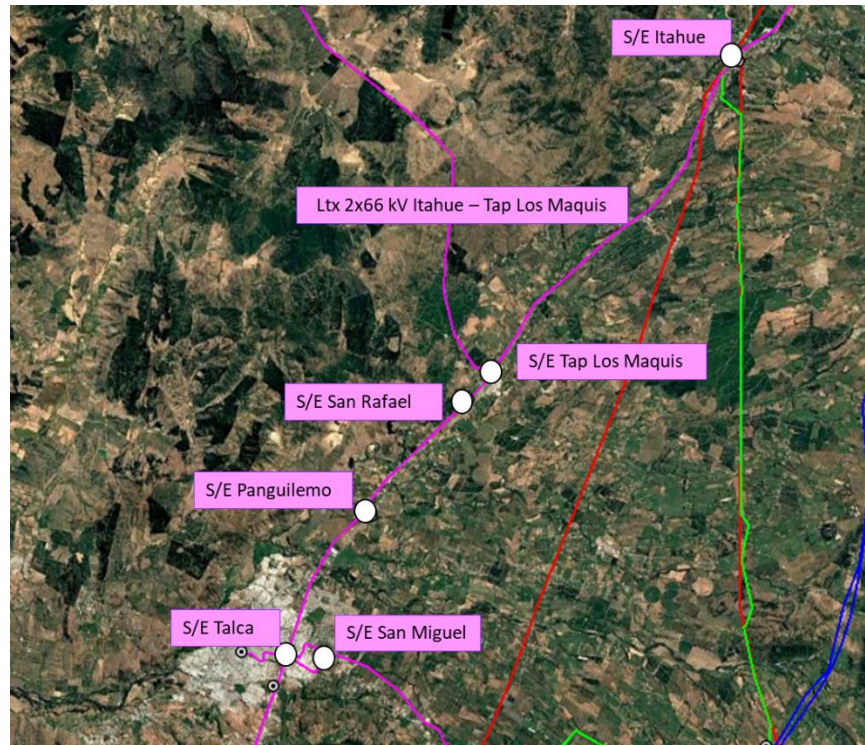 S/E Itahue
Ltx 2x66 kV Itahue – Tap Los Maquis
S/E Tap Los Maquis
S/E San Rafael
S/E Panguilemo
S/E Talca
S/E San Miguel